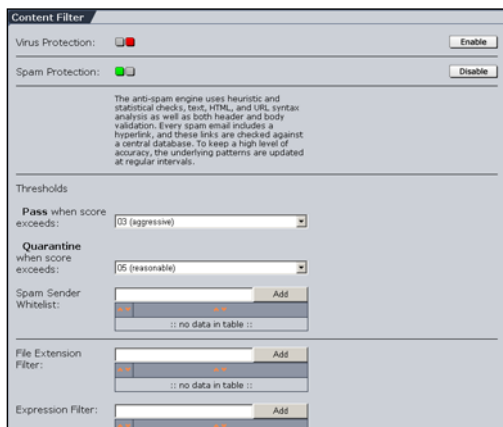 Content Filter
Virus Protection:
Enable
Spam Protection:
Disable
The anti-spam engine uses heuristic and
statistical checks, text, HTML, and URL syntax
analysis as well as both header and body
validation. Every spam email includes a
hyperlink, and these links are checked against
a central database. To keep a high level of
accuracy, the underlying patterns are updated
at regular intervals.
Thresholds
Pass when score
exceeds:
03 (aggressive)
Quarantine
when score
exceeds:
05 (reasonable)
Spam Sender
Whitelist:
Add
:: no data in table ::
File Extension
Filter:
Add
:: no data in table ::
Expression Filter:
Add